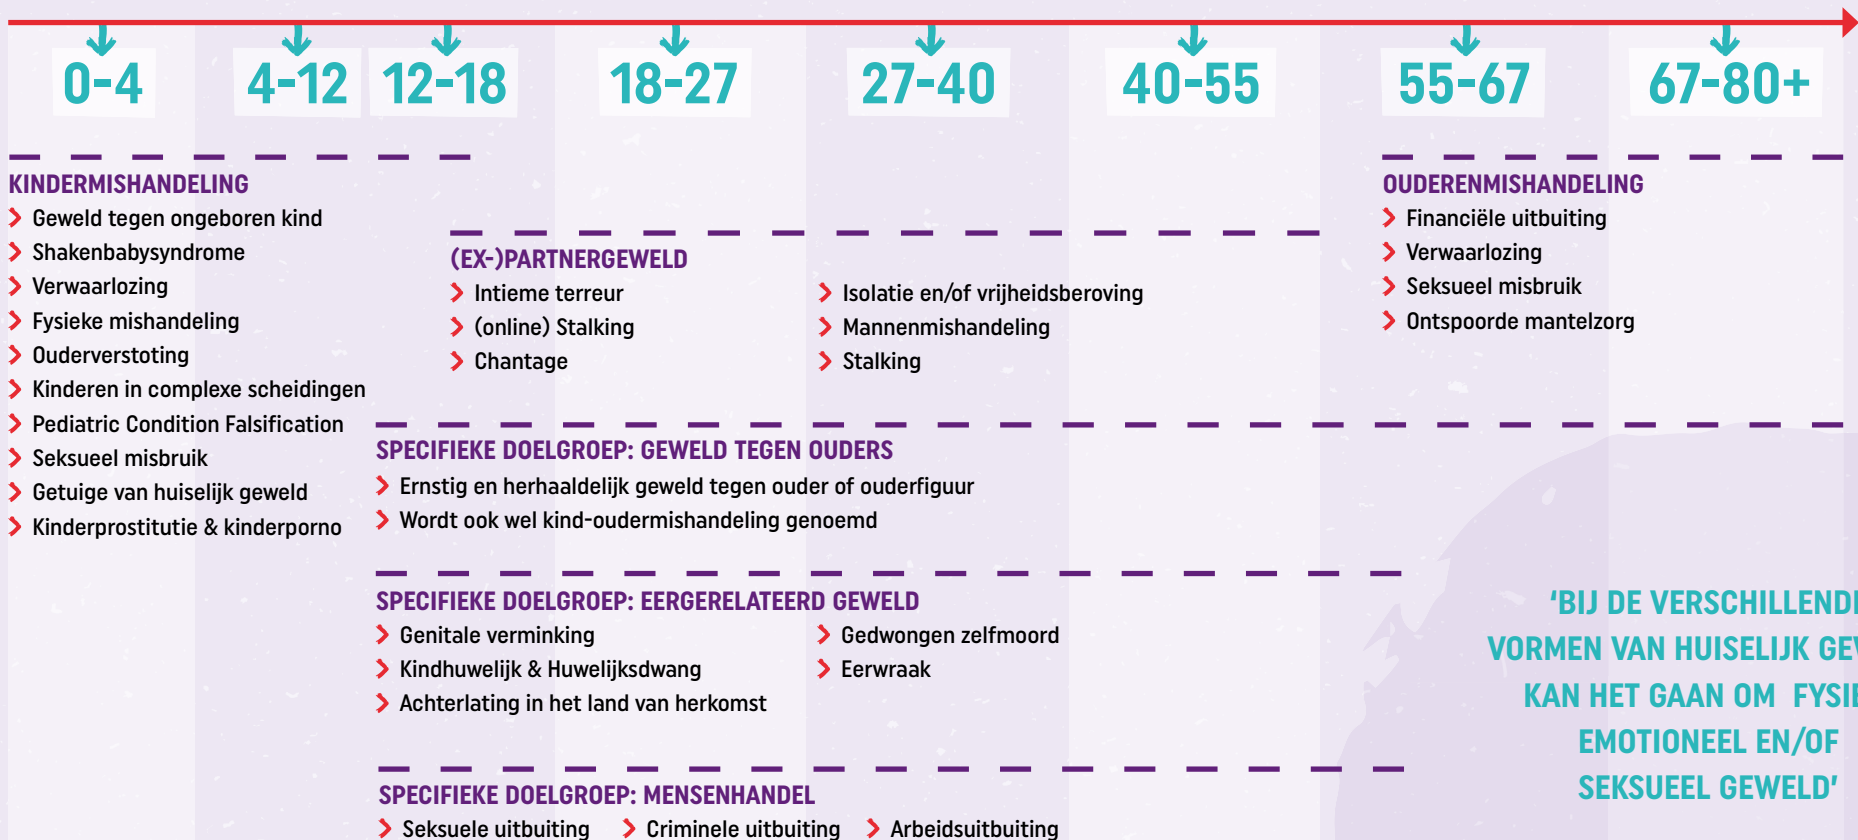 0-4
4-12
12-18
18-27
27-40
40-55
55-67
67-80+
KINDERMISHANDELING
Geweld tegen ongeboren kind
Shakenbabysyndrome
Verwaarlozing
Fysieke mishandeling
Ouderverstoting
Kinderen in complexe scheidingen
Pediatric Condition Falsification
Seksueel misbruik
Getuige van huiselijk geweld
Kinderprostitutie & kinderporno
(EX-)PARTNERGEWELD
Intieme terreur
(online) Stalking
Chantage
Isolatie en/of vrijheidsberoving
Mannenmishandeling
Stalking
OUDERENMISHANDELING
Financiële uitbuiting
Verwaarlozing
Seksueel misbruik
Ontspoorde mantelzorg
SPECIFIEKE DOELGROEP: GEWELD TEGEN OUDERS
Ernstig en herhaaldelijk geweld tegen ouder of ouderfiguur
Wordt ook wel kind-oudermishandeling genoemd
SPECIFIEKE DOELGROEP: EERGERELATEERD GEWELD
Genitale verminking
Kindhuwelijk & Huwelijksdwang
Achterlating in het land van herkomst
Gedwongen zelfmoord
Eerwraak
SPECIFIEKE DOELGROEP: MENSENHANDEL
Seksuele uitbuiting
Criminele uitbuiting
Arbeidsuitbuiting
‘BIJ DE
VORMEN VAN HUISELIJK
KAN HET GAAN OM
EMOTIONEEL EN/OF
SEKSUEEL GEWELD’